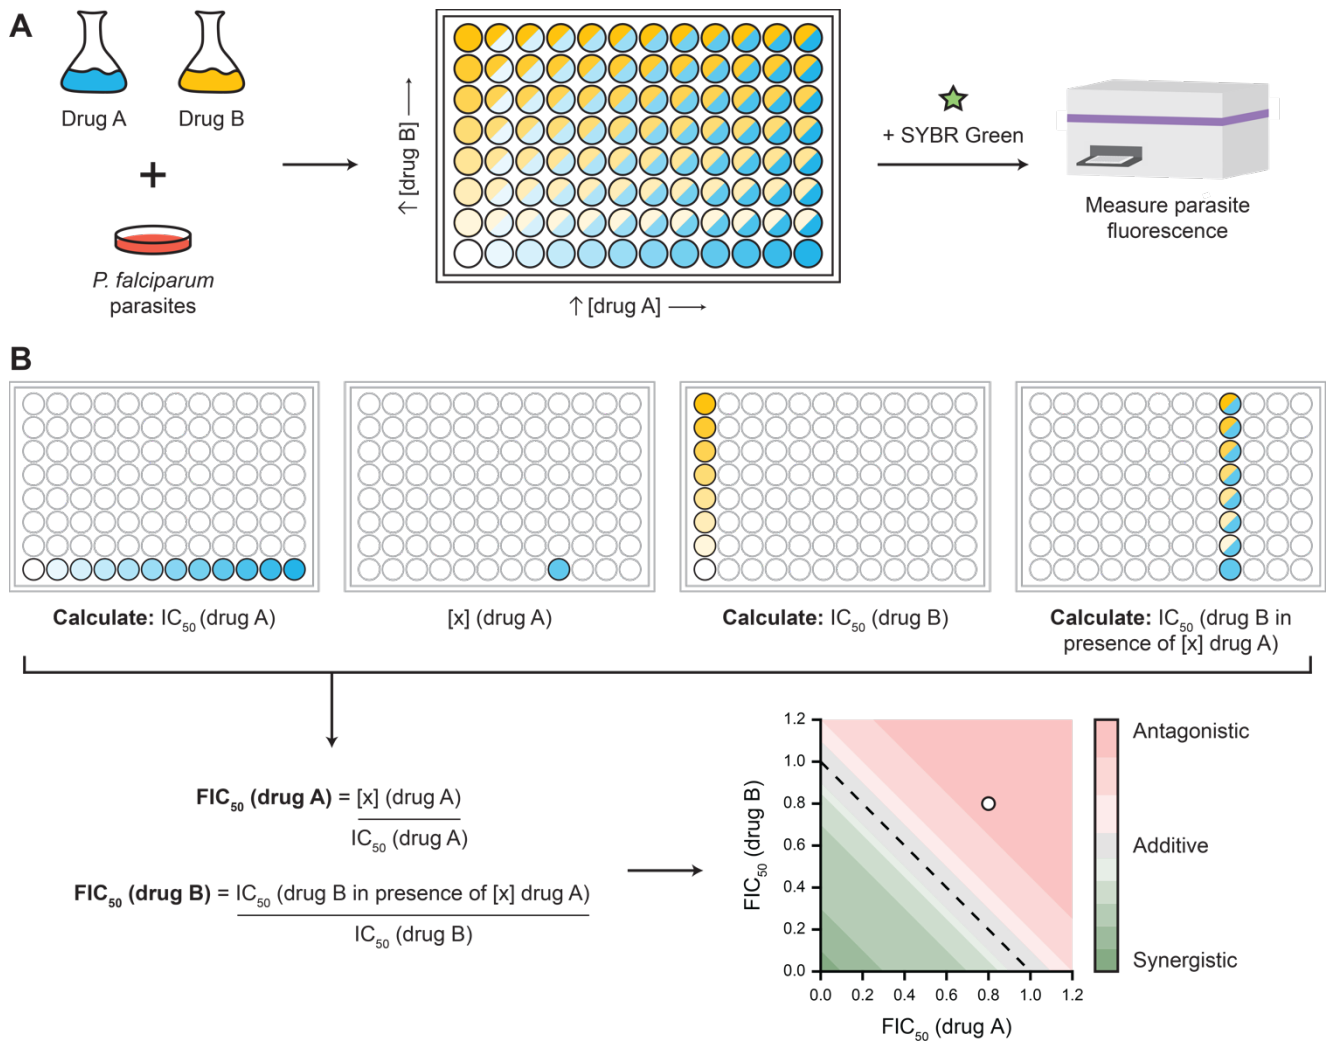 A
Drug A
Drug B
+
P. falciparum
parasites
↑ [drug B] →
↑ [drug A] →
+ SYBR Green
Measure parasite
fluorescence
B
Calculate: IC50 (drug A)
[x] (drug A)
Calculate: IC50 (drug B)
Calculate: IC50 (drug B in
presence of [x] drug A)
FIC50 (drug A) = [x] (drug A)
IC50 (drug A)
FIC50 (drug B) = IC50 (drug B in presence of [x] drug A)
IC50 (drug B)
FIC50 (drug B)
1.2
1.0
0.8
0.6
0.4
0.2
0.0
0.0 0.2 0.4 0.6 0.8 1.0 1.2
FIC50 (drug A)
Antagonistic
Additive
Synergistic